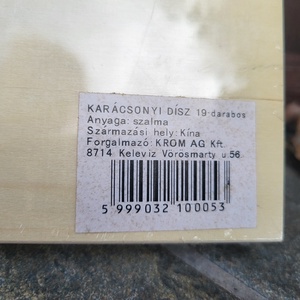 KARÁCSONYI DÍSZ 19 darabos
Anyaga: szalma
Származási hely: Kína
Forgalmazó: KROM AG Kft.
8714 Kelevíz Vörösmarty u.56.
5 999032 100053